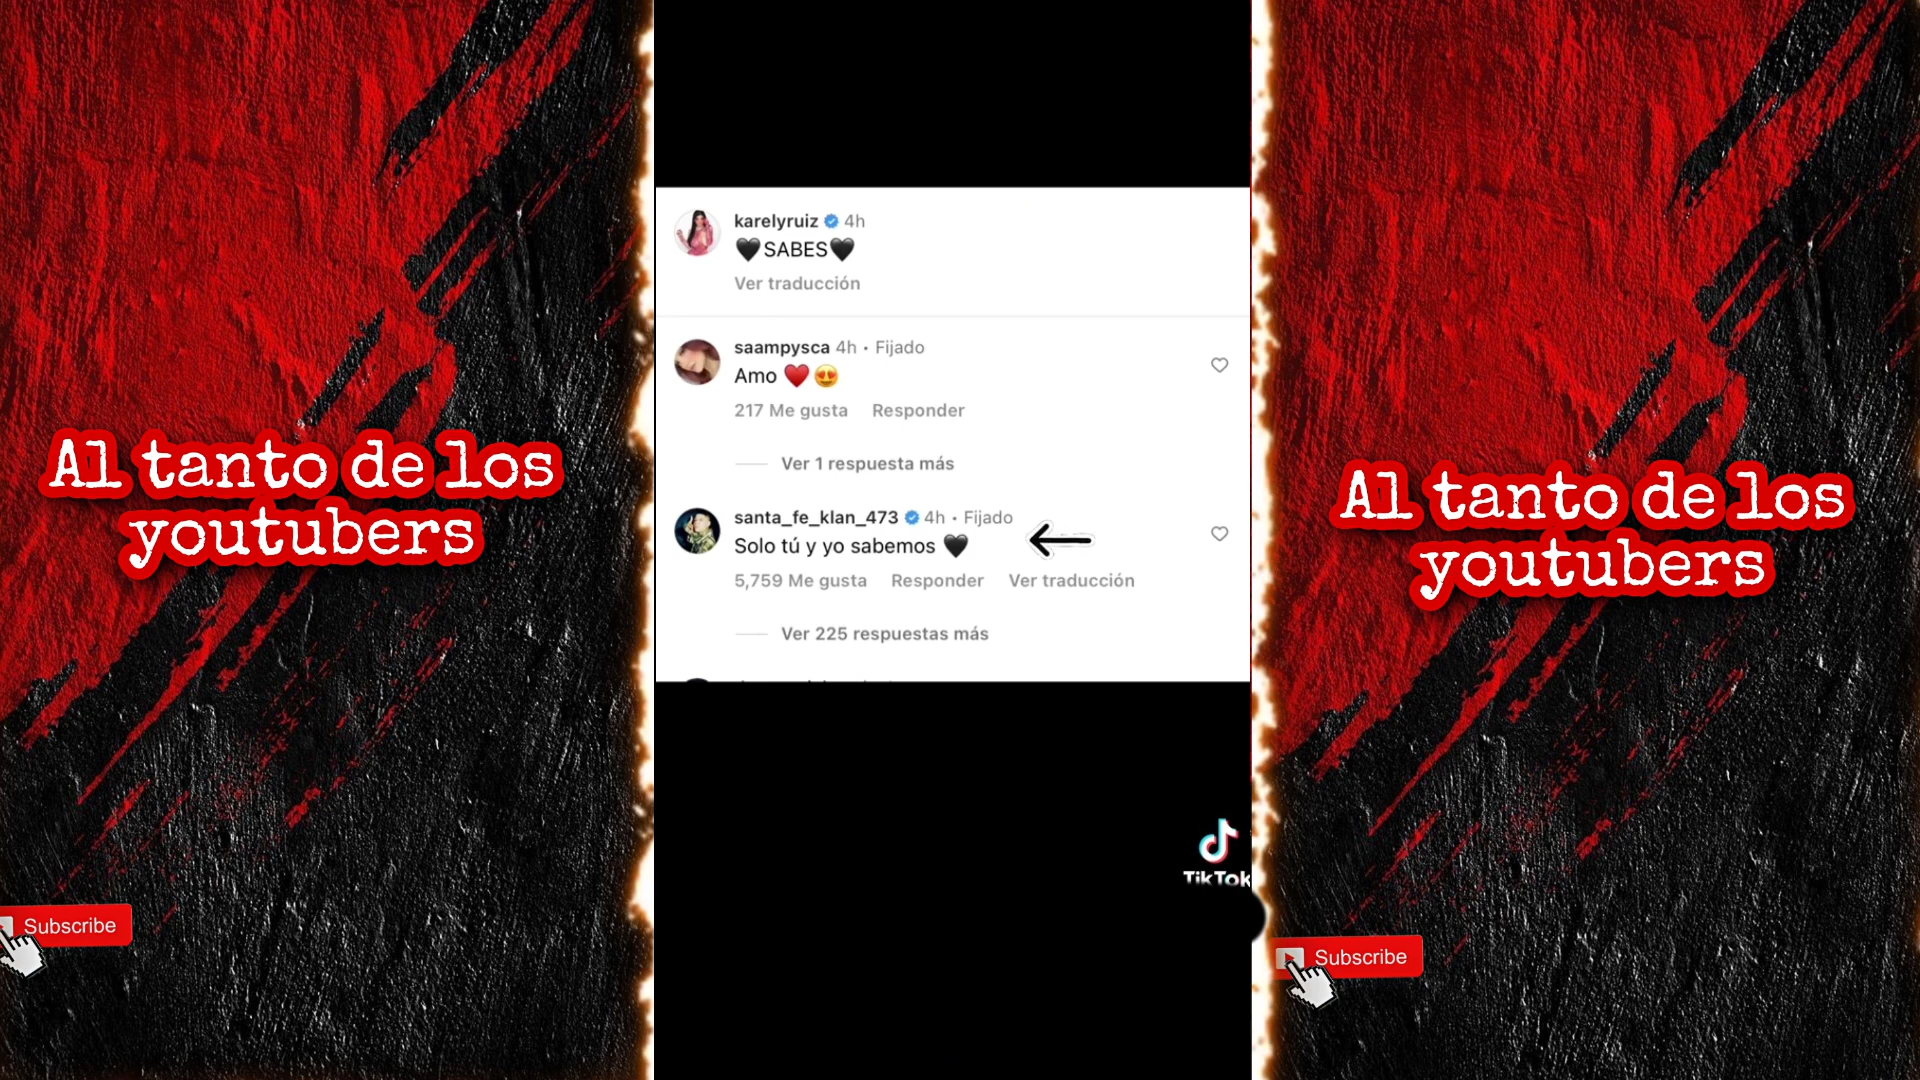 Al tanto de los
youtubers
Subscribe
karelyruiz 4h
🖤SABES🖤
Ver traducción
saampysca 4h • Fijado
Amo ❤️😍
217 Me gusta Responder
Ver 1 respuesta más
santa_fe_klan_473 4h • Fijado
Solo tú y yo sabemos 🖤
5,759 Me gusta Responder Ver traducción
Ver 225 respuestas más
TikTok
Al tanto de los
youtubers
Subscribe